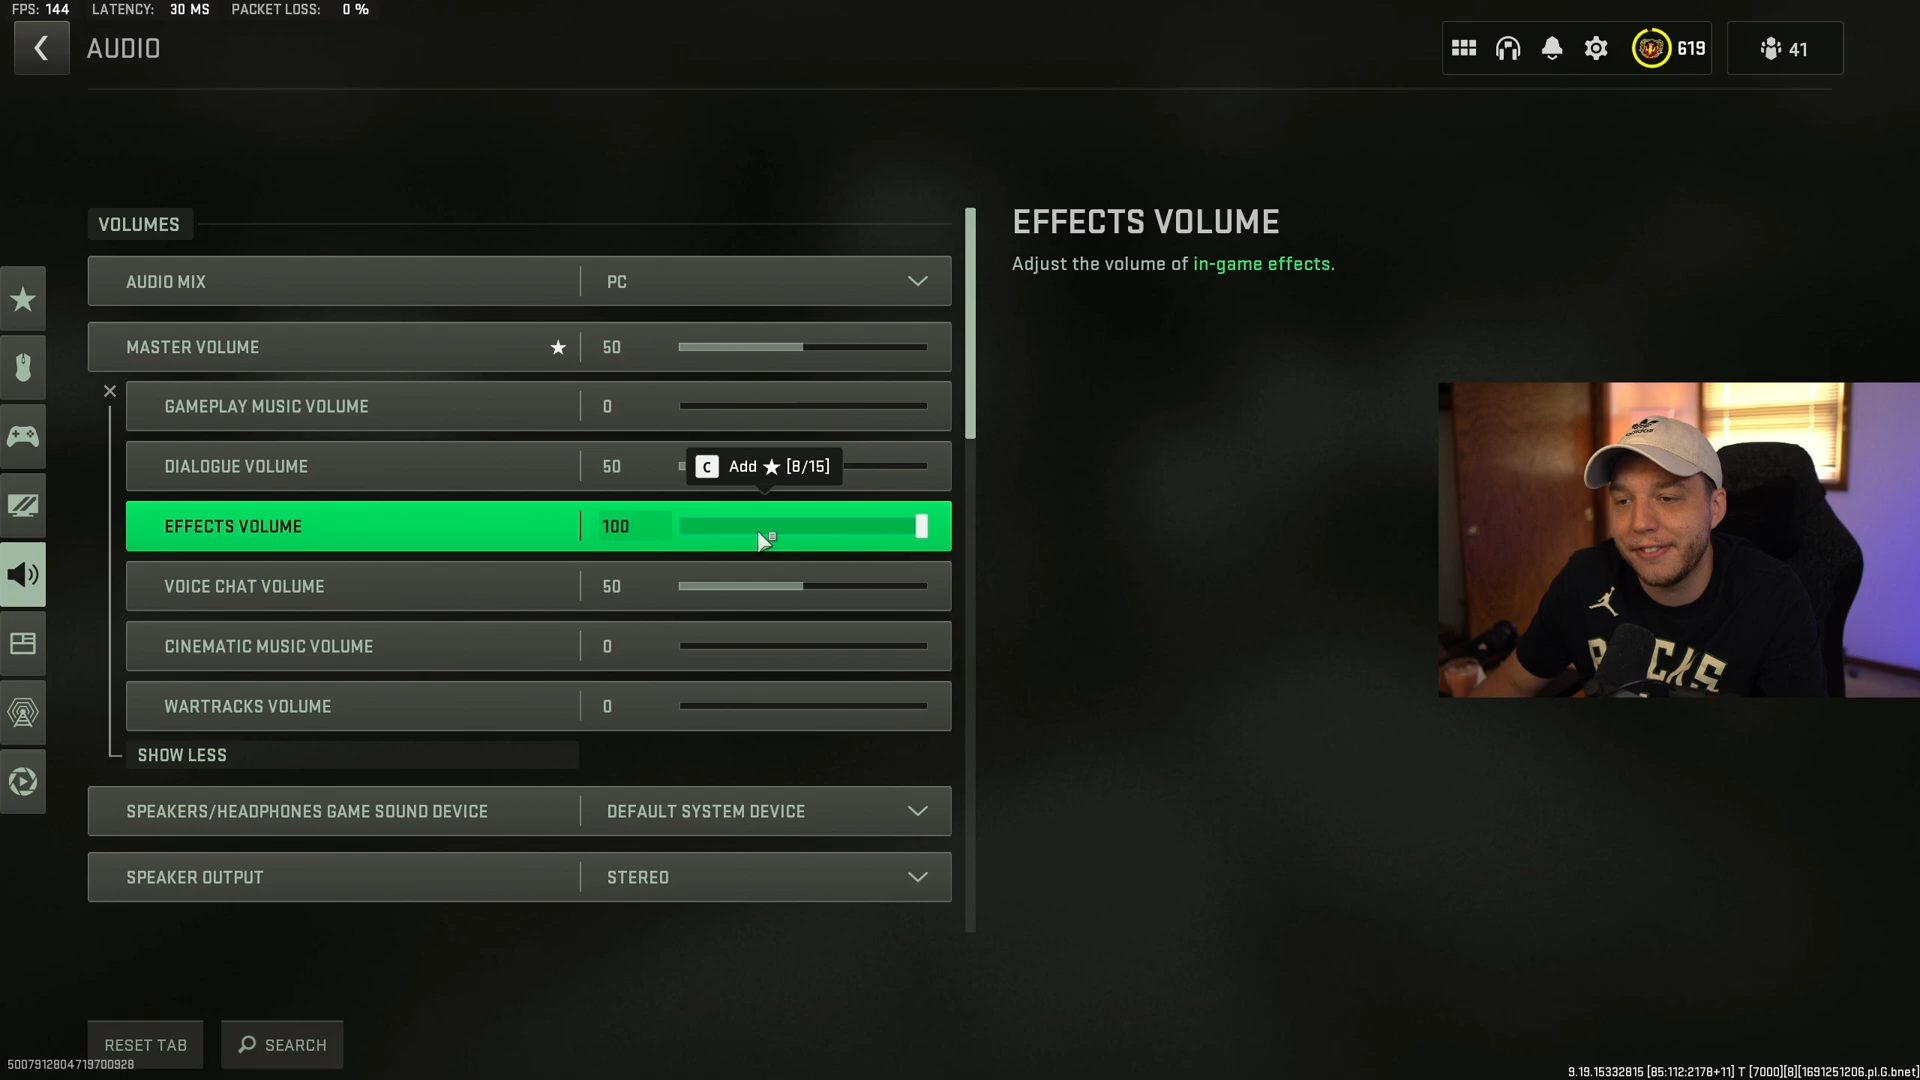 FPS: 144 LATENCY: 30 MS PACKET LOSS: 0 %
AUDIO
619
41
VOLUMES
AUDIO MIX PC
MASTER VOLUME 50
GAMEPLAY MUSIC VOLUME 0
DIALOGUE VOLUME 50
C Add ★ [8/15]
EFFECTS VOLUME 100
VOICE CHAT VOLUME 50
CINEMATIC MUSIC VOLUME 0
WARTRACKS VOLUME 0
SHOW LESS
SPEAKERS/HEADPHONES GAME SOUND DEVICE DEFAULT SYSTEM DEVICE
SPEAKER OUTPUT STEREO
EFFECTS VOLUME
Adjust the volume of in-game effects.
adidas
BUCKS
RESET TAB SEARCH
5007912804719700928
9.19.15332815 [85:112:2178+11] T [7000][8][1691251206.pl.G.bnet]